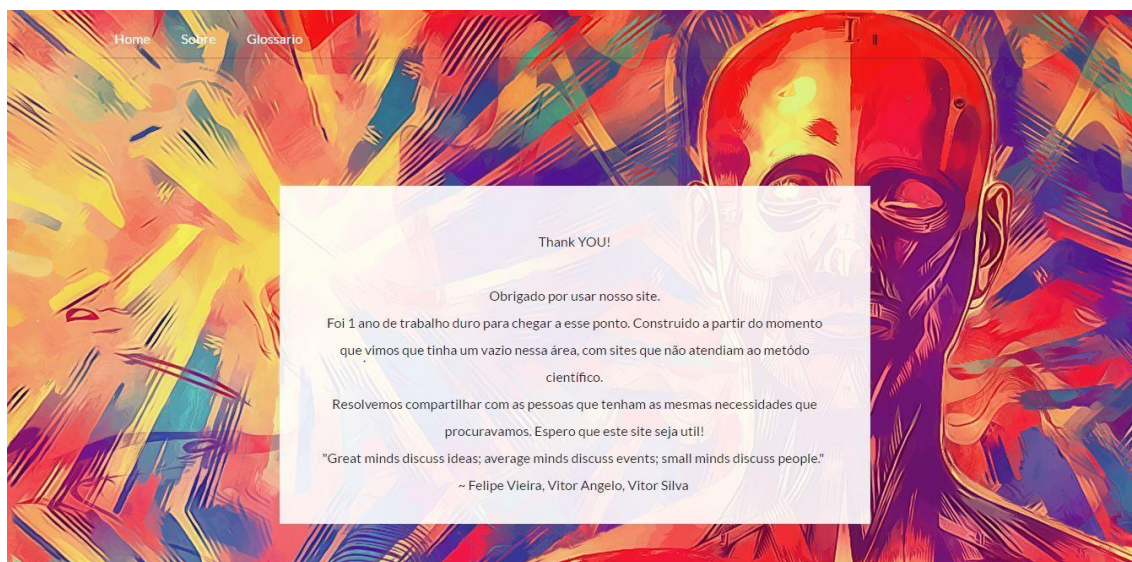 Home Sobre Glossario
Thank YOU!
Obrigado por usar nosso site.
Foi 1 ano de trabalho duro para chegar a esse ponto. Construido a partir do momento
que vimos que tinha um vazio nessa área, com sites que não atendiam ao metódo
científico.
Resolvemos compartilhar com as pessoas que tenham as mesmas necessidades que
procuravamos. Espero que este site seja util!
"Great minds discuss ideas; average minds discuss events; small minds discuss people."
~ Felipe Vieira, Vitor Angelo, Vitor Silva